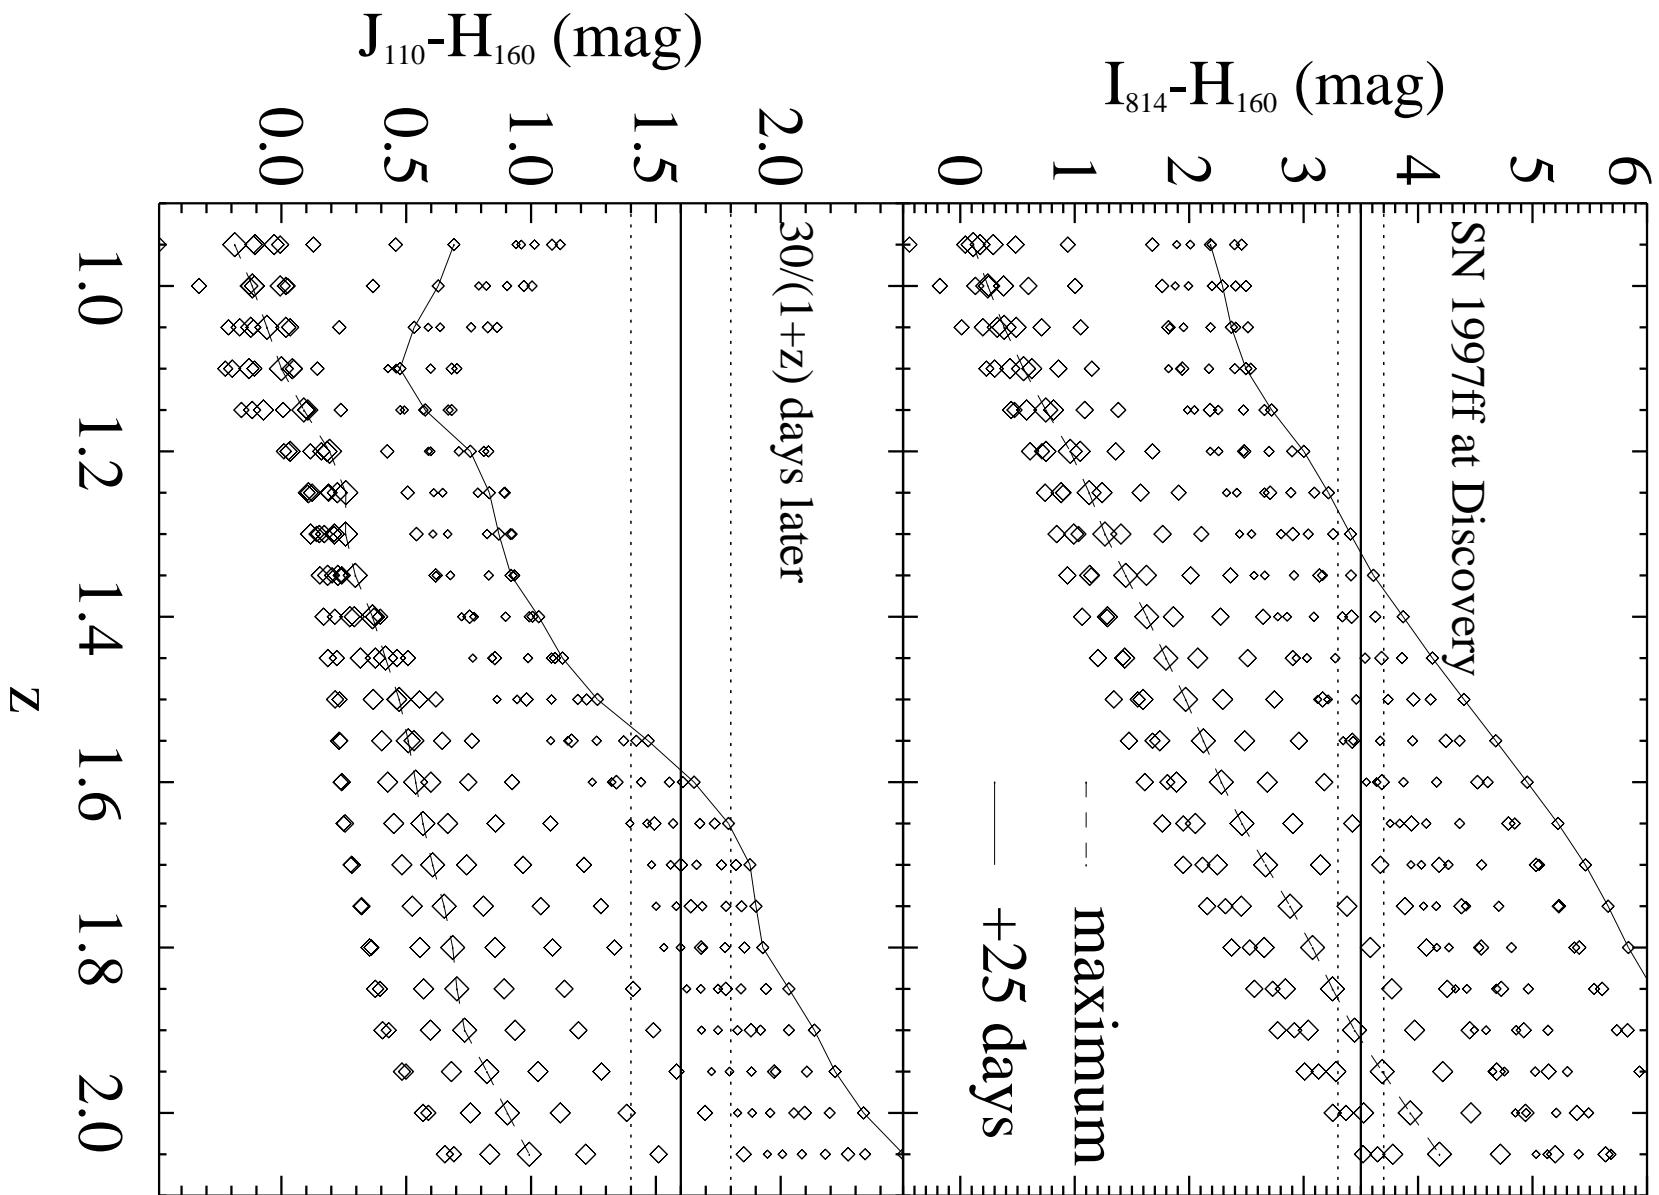 I814-H160 (mag)
6
5
4
3
2
1
0
SN 1997ff at Discovery
maximum
+25 days
J110-H160 (mag)
2.0
1.5
1.0
0.5
0.0
30/(1+z) days later
1.0
1.2
1.4
1.6
1.8
2.0
z